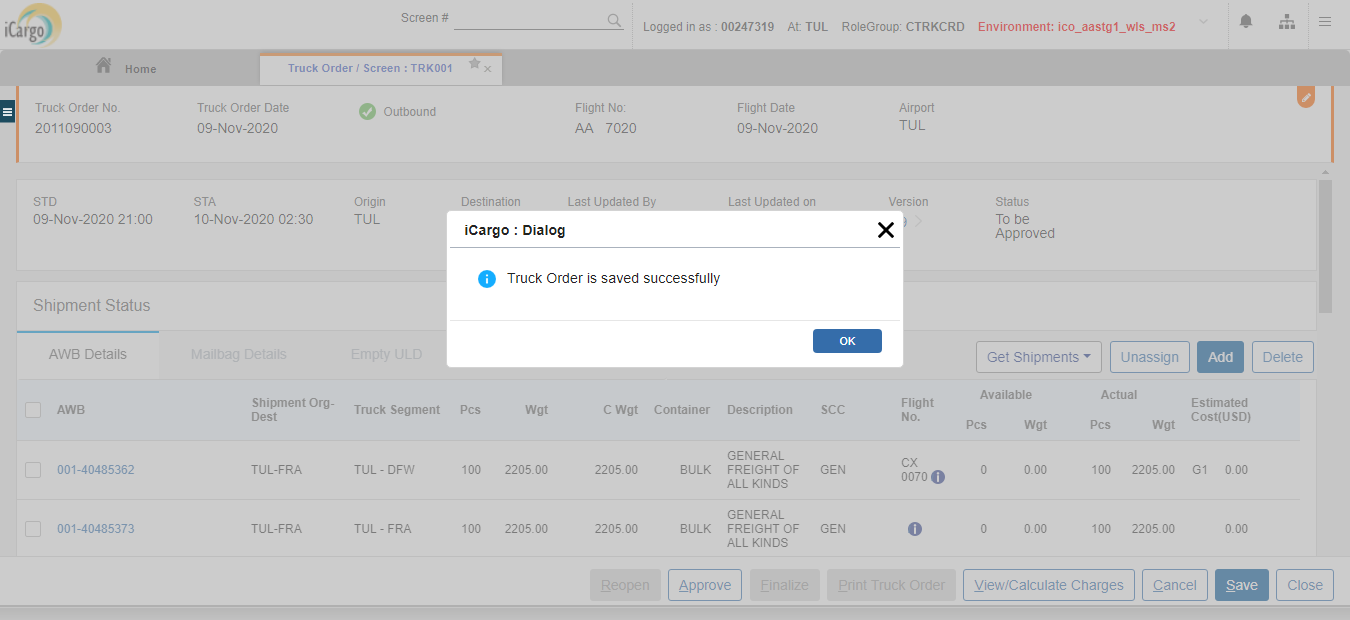 iCargo
Screen #
Logged in as : 00247319 At: TUL RoleGroup: CTRKCRD Environment: ico_aastg1_wls_ms2
Home
Truck Order / Screen : TRK001
Truck Order No. Truck Order Date Outbound Flight No: Flight Date Airport
2011090003 09-Nov-2020 AA 7020 09-Nov-2020 TUL
STD STA Origin Destination Last Updated By Last Updated on Version Status
09-Nov-2020 21:00 10-Nov-2020 02:30 TUL To be
Approved
iCargo : Dialog
Truck Order is saved successfully
OK
Shipment Status
AWB Details Mailbag Details Empty ULD
Get Shipments Unassign Add Delete
AWB Shipment Org-
Dest Truck Segment Pcs Wgt C Wgt Container Description SCC Flight
No. Available
Pcs Wgt Actual
Pcs Wgt Estimated
Cost(USD)
001-40485362 TUL-FRA TUL - DFW 100 2205.00 2205.00 BULK GENERAL
FREIGHT OF
ALL KINDS GEN CX
0070 0 0.00 100 2205.00 G1 0.00
001-40485373 TUL-FRA TUL - FRA 100 2205.00 2205.00 BULK GENERAL
FREIGHT OF
ALL KINDS GEN 0 0.00 100 2205.00 0.00
Reopen Approve Finalize Print Truck Order View/Calculate Charges Cancel Save Close